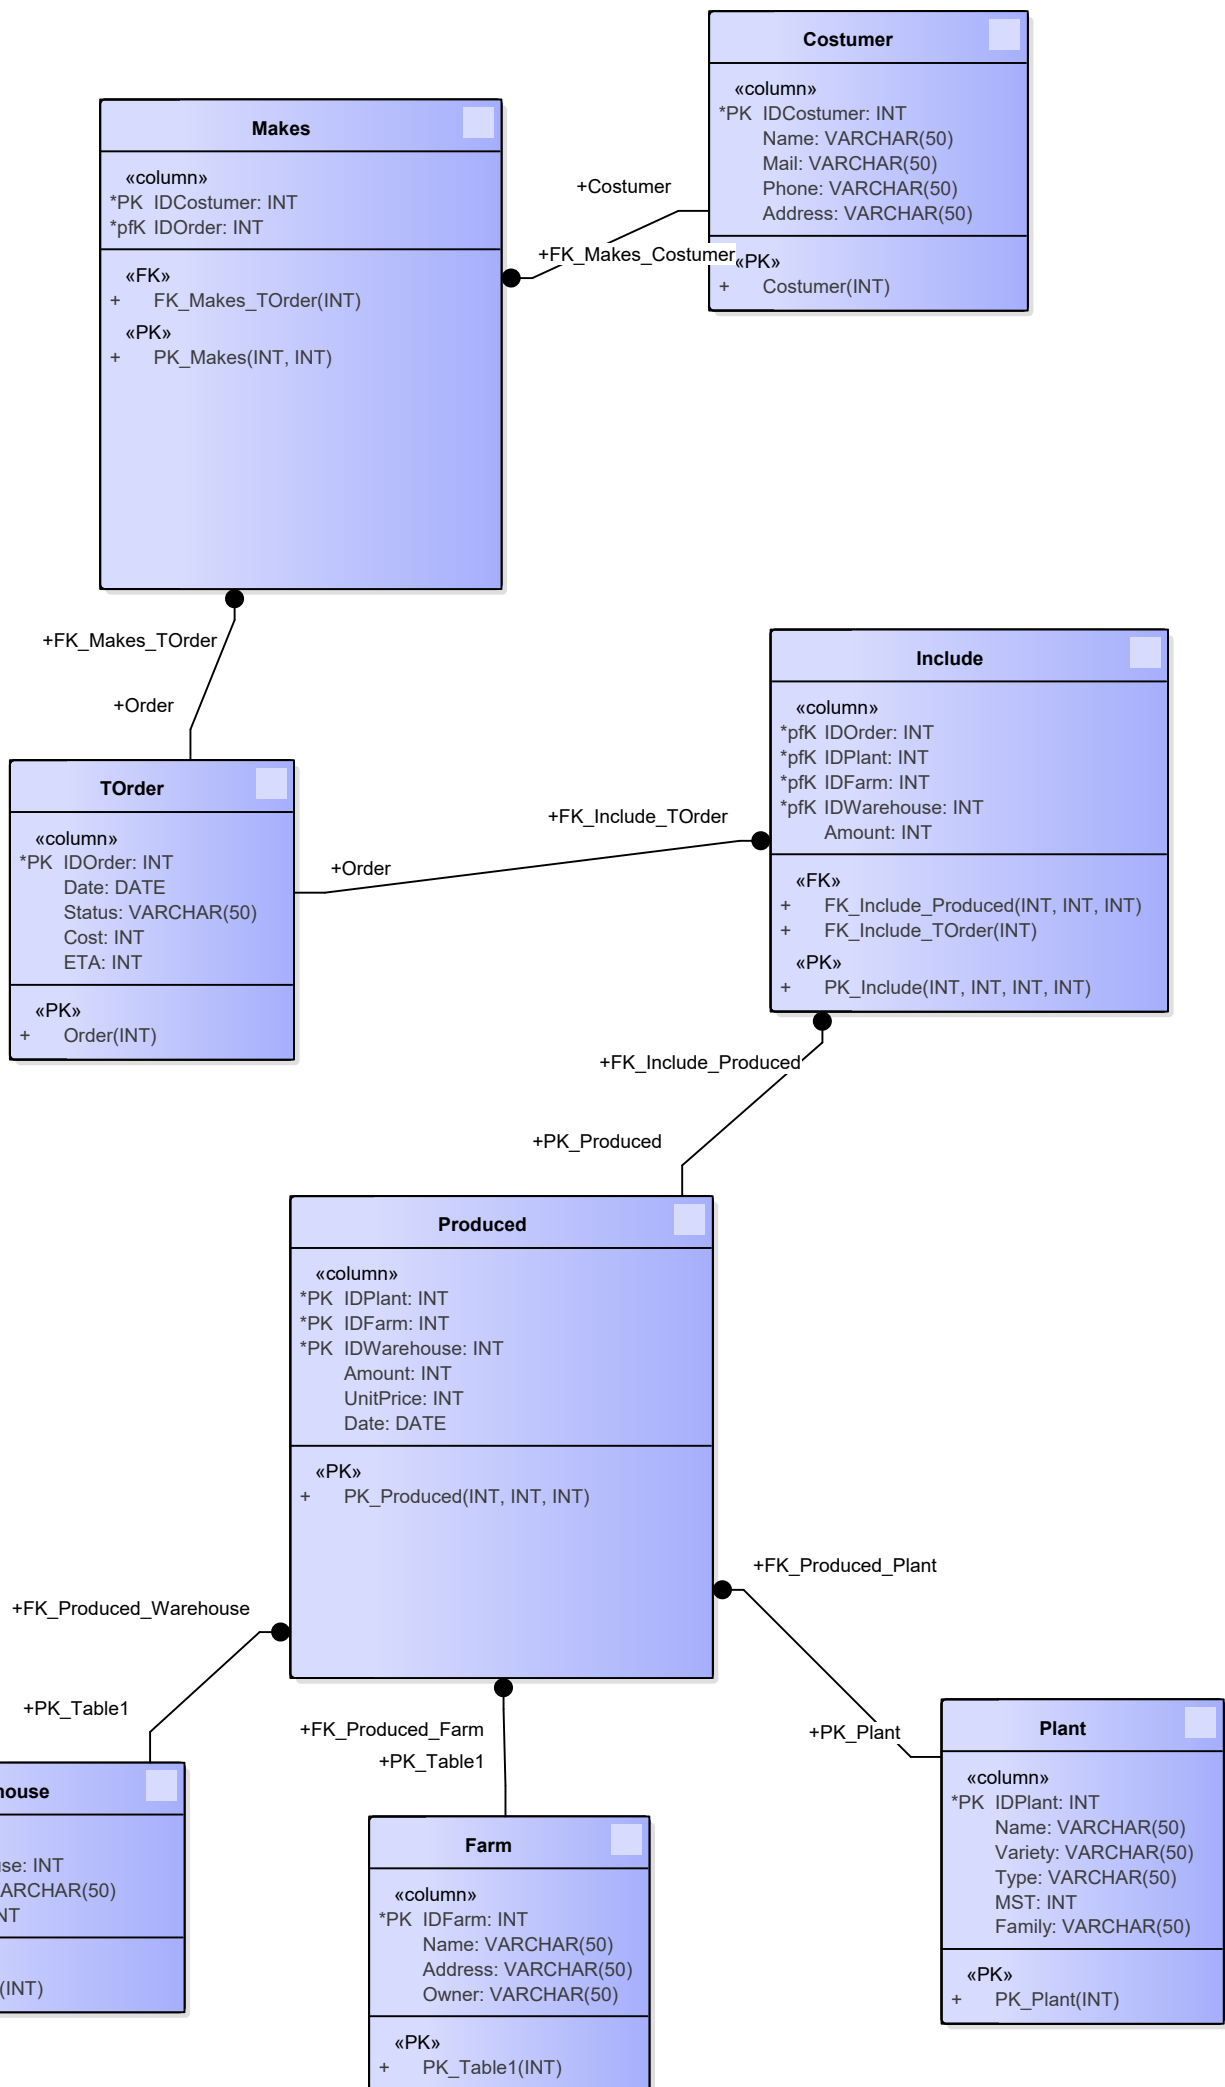 Costumer
«column»
*PK IDCostumer: INT
Name: VARCHAR(50)
Mail: VARCHAR(50)
Phone: VARCHAR(50)
Address: VARCHAR(50)
«PK»
+ Costumer(INT)
Makes
«column»
*PK IDCostumer: INT
*pfK IDOrder: INT
«FK»
+ FK_Makes_TOrder(INT)
«PK»
+ PK_Makes(INT, INT)
+Costumer
+FK_Makes_Costumer
+FK_Makes_TOrder
+Order
Include
«column»
*pfK IDOrder: INT
*pfK IDPlant: INT
*pfK IDFarm: INT
*pfK IDWarehouse: INT
Amount: INT
«FK»
+ FK_Include_Produced(INT, INT, INT)
+ FK_Include_TOrder(INT)
«PK»
+ PK_Include(INT, INT, INT, INT)
TOrder
«column»
*PK IDOrder: INT
Date: DATE
Status: VARCHAR(50)
Cost: INT
ETA: INT
«PK»
+ Order(INT)
+FK_Include_TOrder
+Order
+FK_Include_Produced
+PK_Produced
Produced
«column»
*PK IDPlant: INT
*PK IDFarm: INT
*PK IDWarehouse: INT
Amount: INT
UnitPrice: INT
Date: DATE
«PK»
+ PK_Produced(INT, INT, INT)
+FK_Produced_Plant
+FK_Produced_Warehouse
+PK_Table1
+FK_Produced_Farm
+PK_Table1
+PK_Plant
Plant
«column»
*PK IDPlant: INT
Name: VARCHAR(50)
Variety: VARCHAR(50)
Type: VARCHAR(50)
MST: INT
Family: VARCHAR(50)
«PK»
+ PK_Plant(INT)
house
se: INT
ARCHAR(50)
NT
(INT)
Farm
«column»
*PK IDFarm: INT
Name: VARCHAR(50)
Address: VARCHAR(50)
Owner: VARCHAR(50)
«PK»
+ PK_Table1(INT)